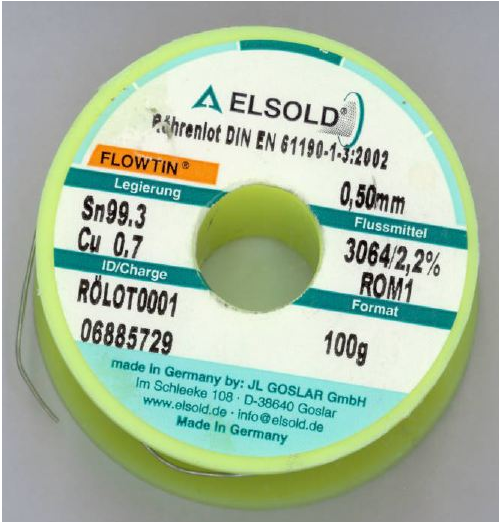 ELSOLD®
Röhrenlot DIN EN 61190-1-3:2002
FLOWTIN®
Legierung
Sn99.3
Cu 0,7
ID/Charge
RÖLOT0001
06885729
0,50mm
Flussmittel
3064/2,2%
ROM1
Format
100g
made in Germany by: JL GOSLAR GmbH
Im Schleeke 108 · D-38640 Goslar
www.elsold.de · info@elsold.de
Made in Germany